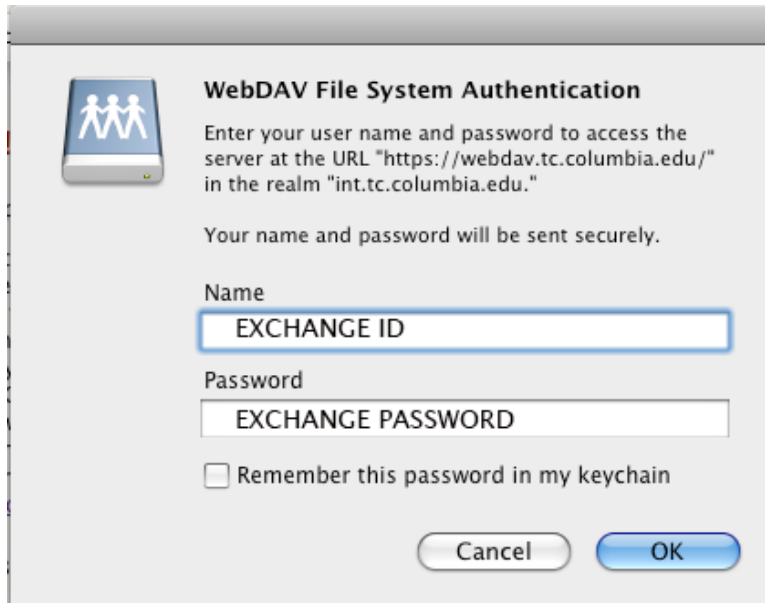 WebDAV File System Authentication
Enter your user name and password to access the
server at the URL "https://webdav.tc.columbia.edu/"
in the realm "int.tc.columbia.edu."
Your name and password will be sent securely.
Name
EXCHANGE ID
Password
EXCHANGE PASSWORD
Remember this password in my keychain
Cancel
OK